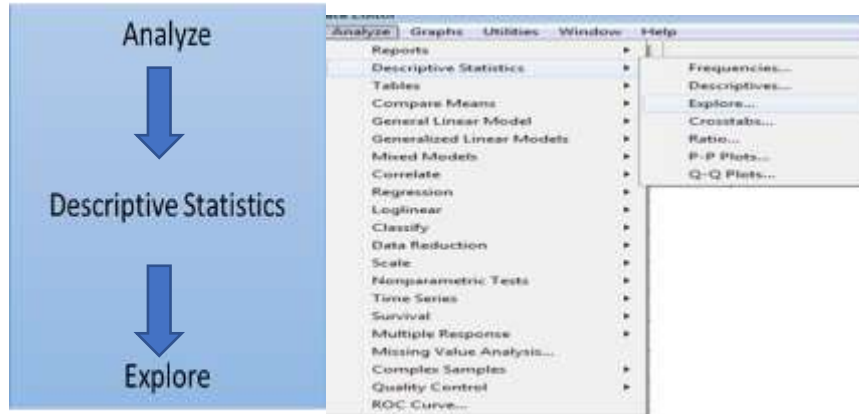 Analyze
Descriptive Statistics
Explore
Editor
Analyze Graphs Utilities Window Help
Reports
Descriptive Statistics
Tables
Compare Means
General Linear Model
Generalized Linear Models
Mixed Models
Correlate
Regression
Loglinear
Classify
Data Reduction
Scale
Nonparametric Tests
Time Series
Survival
Multiple Response
Missing Value Analysis...
Complex Samples
Quality Control
ROC Curve...
Frequencies...
Descriptives...
Explore...
Crosstabs...
Ratio...
P-P Plots...
Q-Q Plots...